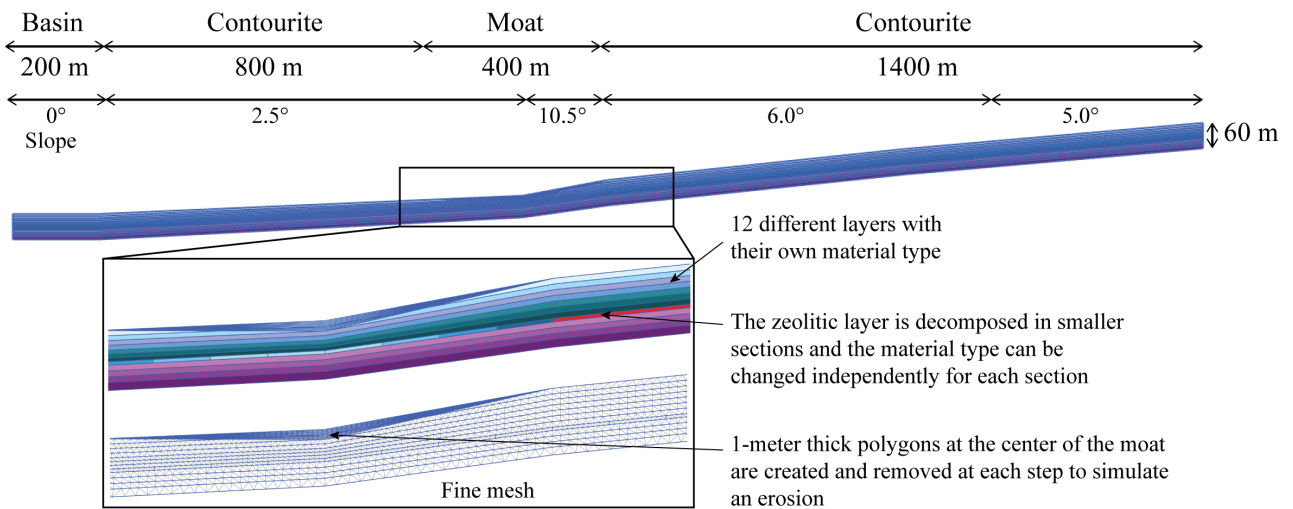 Basin Contourite Moat Contourite
200 m 800 m 400 m 1400 m
0° 2.5° 10.5° 6.0° 5.0°
Slope
60 m
12 different layers with
their own material type
The zeolitic layer is decomposed in smaller
sections and the material type can be
changed independently for each section
1-meter thick polygons at the center of the moat
are created and removed at each step to simulate
an erosion
Fine mesh